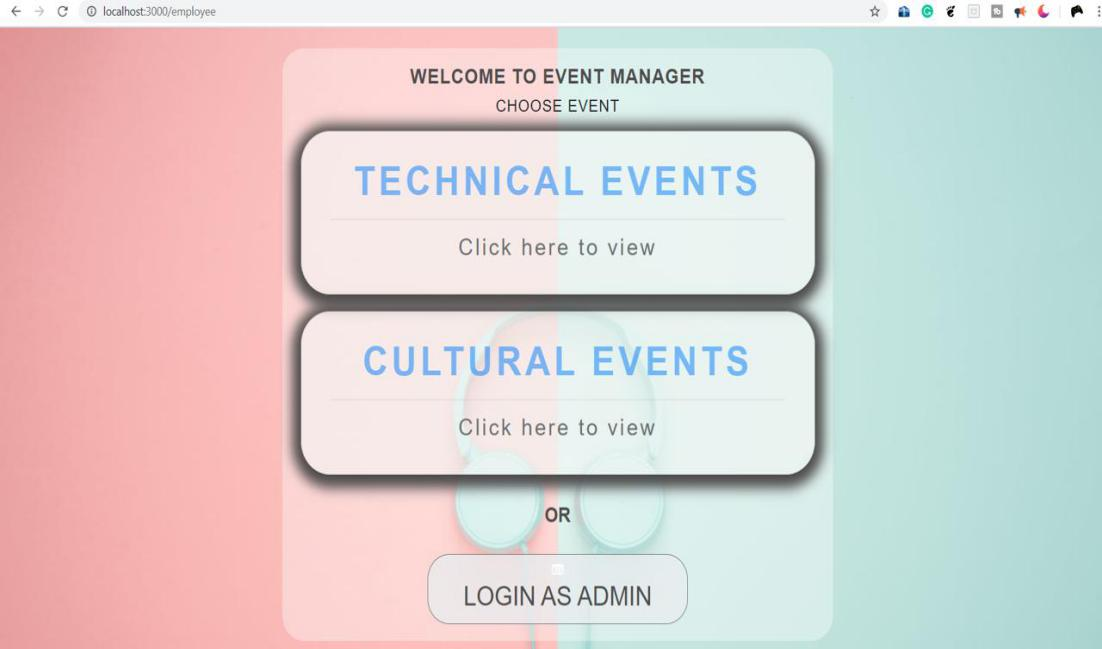 localhost:3000/employee
WELCOME TO EVENT MANAGER
CHOOSE EVENT
TECHNICAL EVENTS
Click here to view
CULTURAL EVENTS
Click here to view
OR
LOGIN AS ADMIN